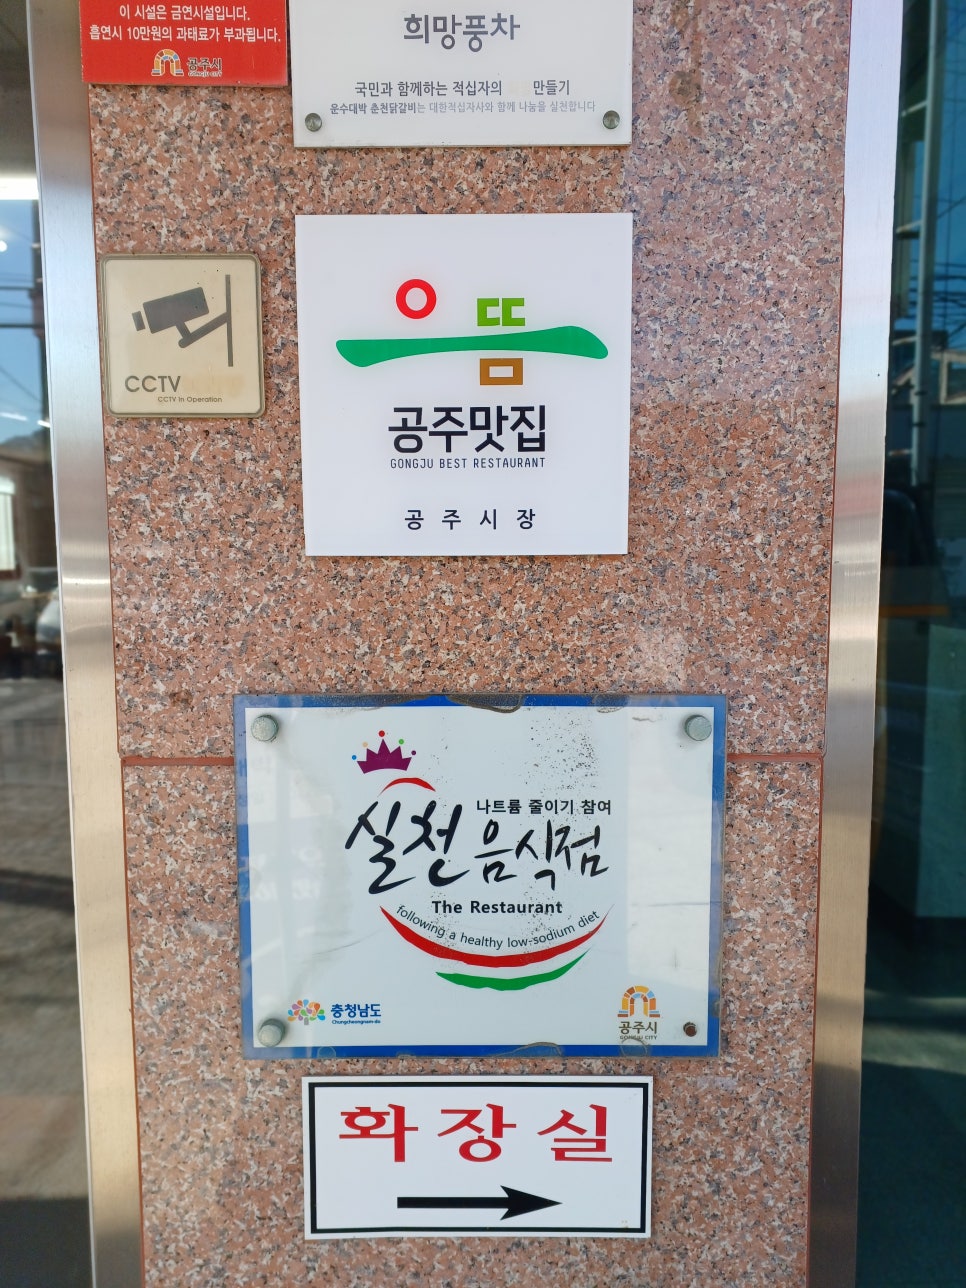 이 시설은 금연시설입니다.
흡연시 10만원의 과태료가 부과됩니다.
공주시
GONGJU CITY
희망풍차
국민과 함께하는 적십자의 만들기
운수대박 춘천닭갈비는 대한적십자사와 함께 나눔을 실천합니다
CCTV
CCTV in Operation
으뜸
공주맛집
GONGJU BEST RESTAURANT
공주시장
나트륨 줄이기 참여
실천음식점
The Restaurant
following a healthy low-sodium diet
충청남도
Chungcheongnam-do
공주시
GONGJU CITY
화장실